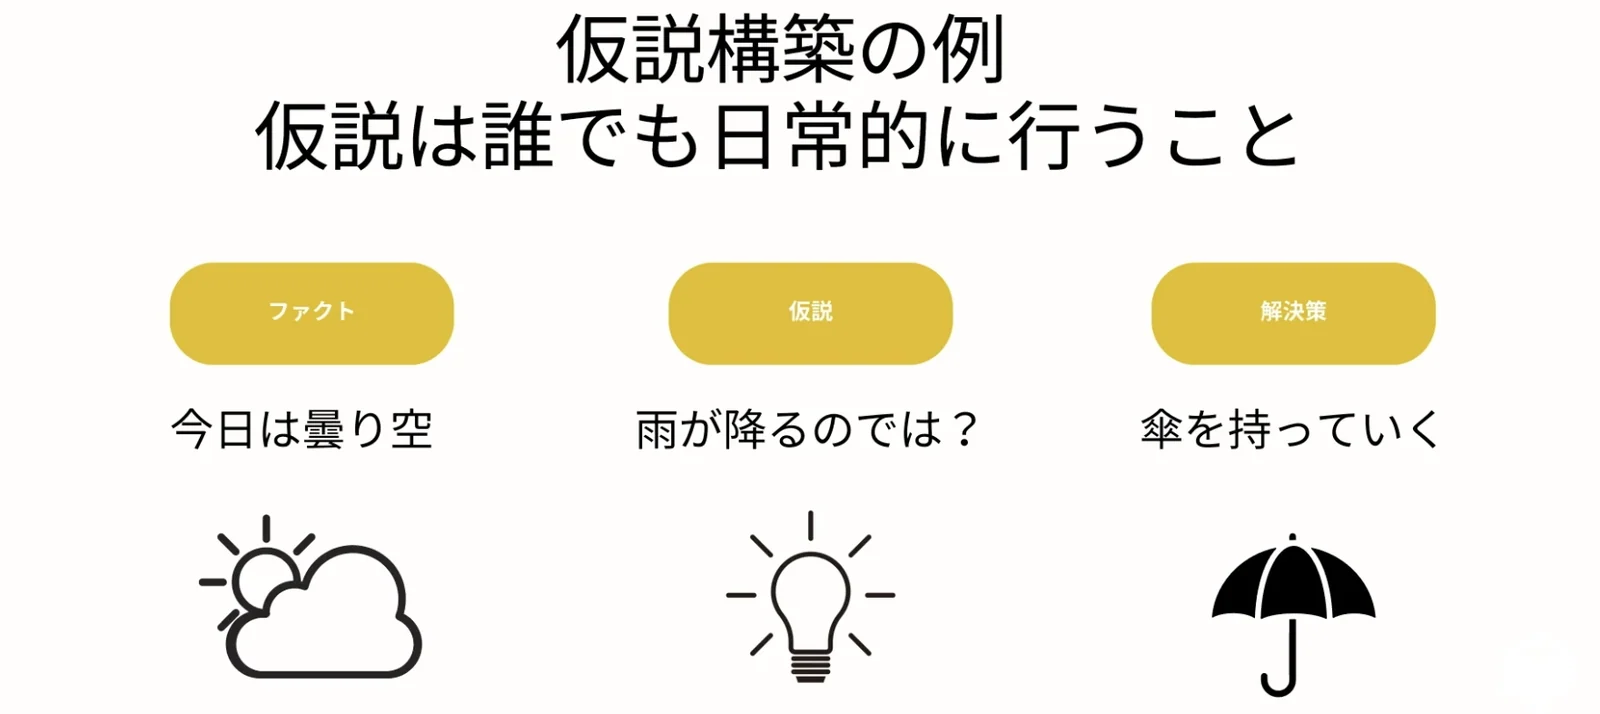 仮説構築の例
仮説は誰でも日常的に行うこと
ファクト
仮説
解決策
今日は曇り空
雨が降るのでは？
傘を持っていく